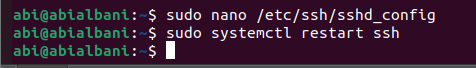 abi@abialbani:~$ sudo nano /etc/ssh/sshd_config
abi@abialbani:~$ sudo systemctl restart ssh
abi@abialbani:~$